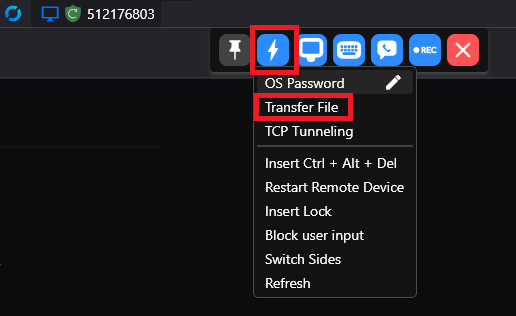 512176803
REC
OS Password
Transfer File
TCP Tunneling
Insert Ctrl + Alt + Del
Restart Remote Device
Insert Lock
Block user input
Switch Sides
Refresh